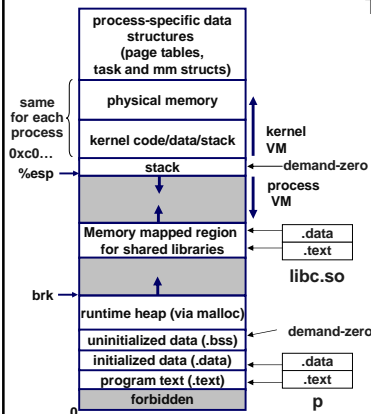 process-specific data
structures
(page tables,
task and mm structs)
same
for each
process
physical memory
kernel code/data/stack
kernel
VM
0xc0…
stack
demand-zero
%esp
process
VM
Memory mapped region
for shared libraries
.data
.text
libc.so
brk
runtime heap (via malloc)
uninitialized data (.bss)
demand-zero
initialized data (.data)
.data
program text (.text)
.text
forbidden
p
0